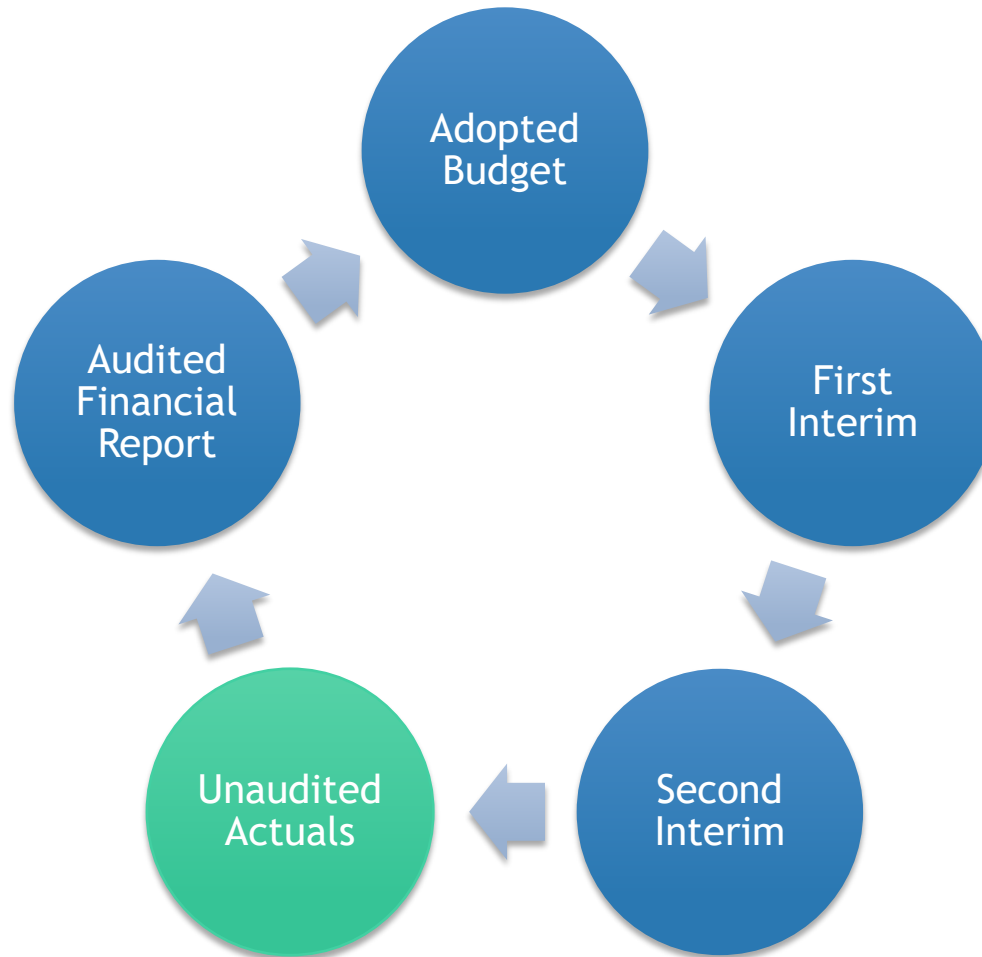 Adopted
Budget
First
Interim
Second
Interim
Unaudited
Actuals
Audited
Financial
Report